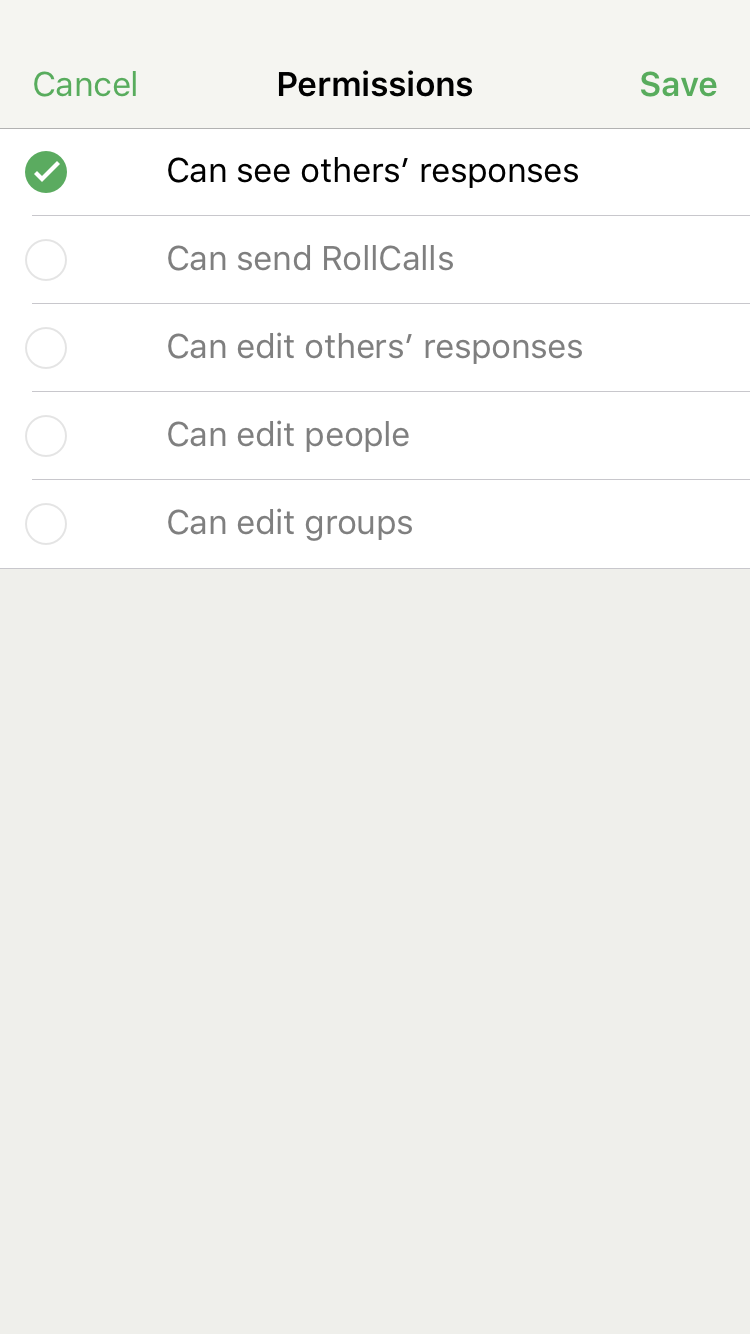 Cancel Permissions Save
Can see others’ responses
Can send RollCalls
Can edit others’ responses
Can edit people
Can edit groups